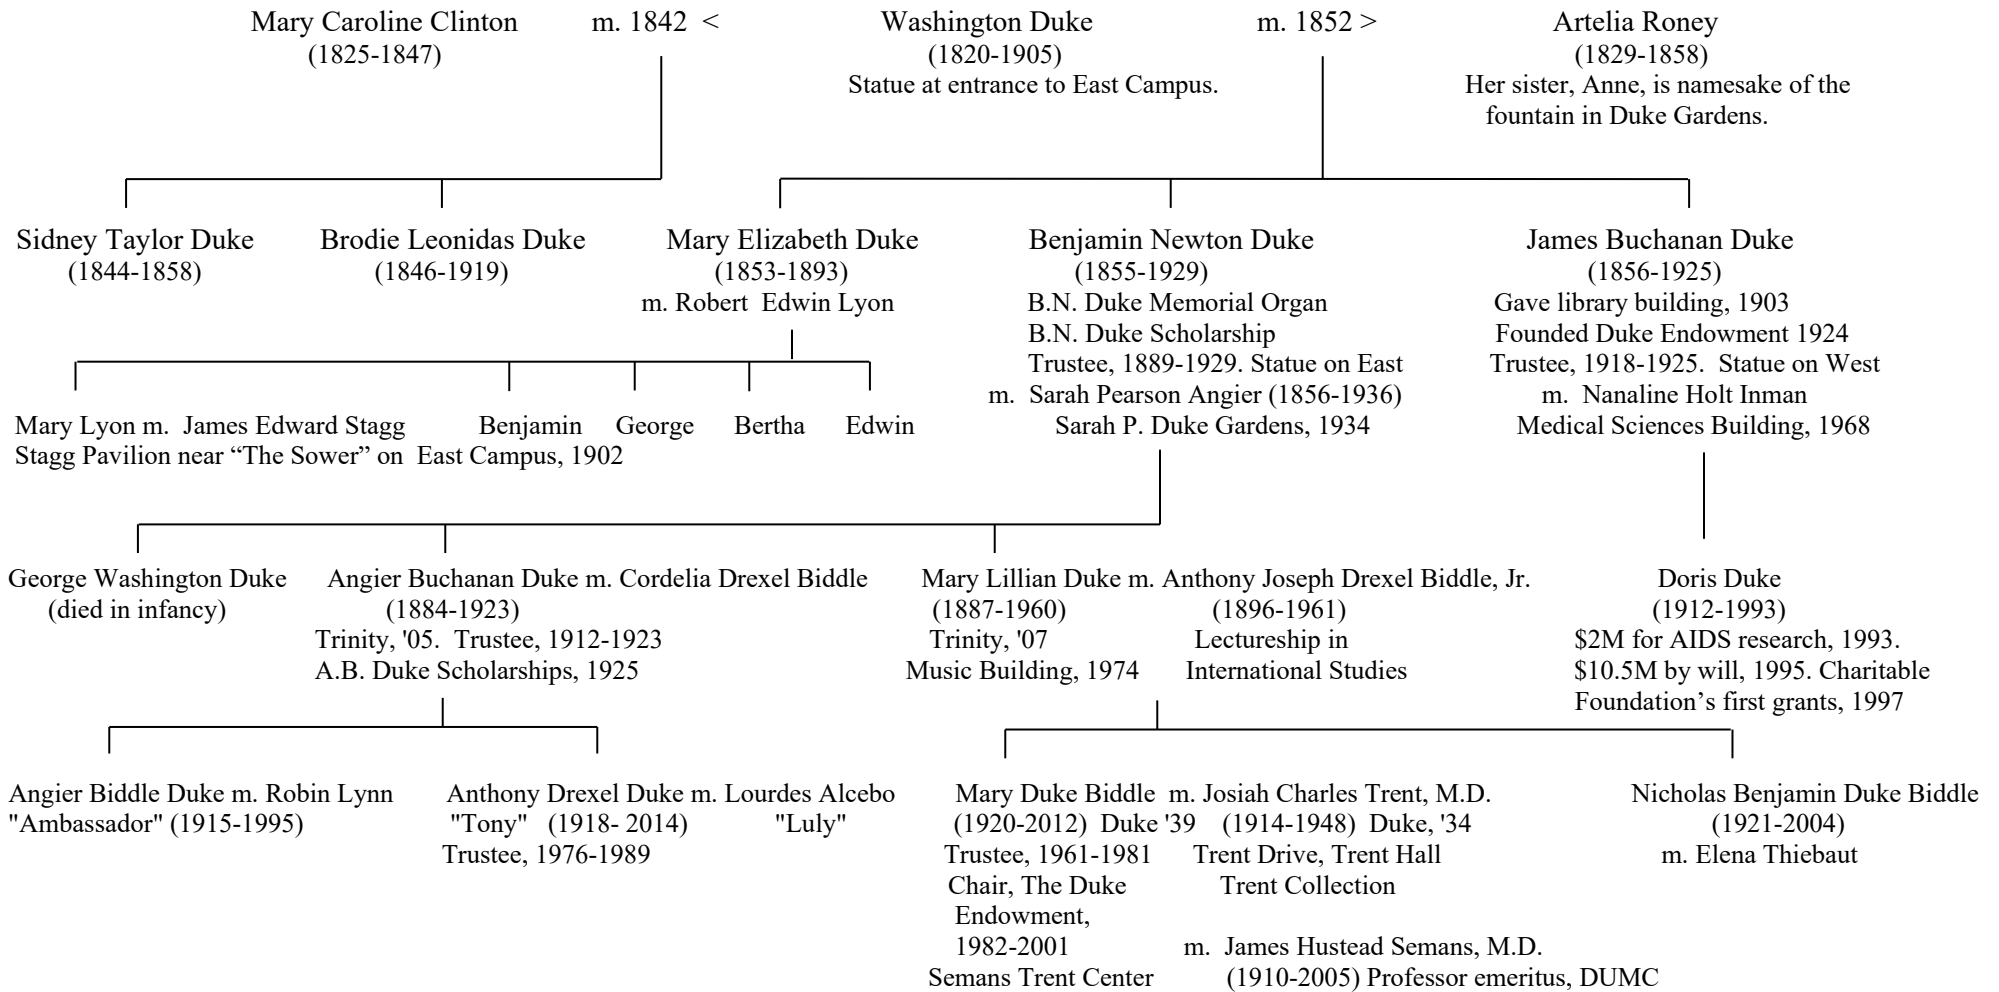 Mary Caroline Clinton m. 1842 < Washington Duke m. 1852 > Artelia Roney
(1825-1847) (1820-1905) (1829-1858)
Statue at entrance to East Campus. Her sister, Anne, is namesake of the
fountain in Duke Gardens.
Sidney Taylor Duke Brodie Leonidas Duke Mary Elizabeth Duke Benjamin Newton Duke James Buchanan Duke
(1844-1858) (1846-1919) (1853-1893) (1855-1929) (1856-1925)
m. Robert Edwin Lyon B.N. Duke Memorial Organ Gave library building, 1903
B.N. Duke Scholarship Founded Duke Endowment 1924
Trustee, 1889-1929. Statue on East Trustee, 1918-1925. Statue on West
m. Sarah Pearson Angier (1856-1936) m. Nanaline Holt Inman
Mary Lyon m. James Edward Stagg Benjamin George Bertha Edwin Sarah P. Duke Gardens, 1934 Medical Sciences Building, 1968
Stagg Pavilion near “The Sower” on East Campus, 1902
George Washington Duke Angier Buchanan Duke m. Cordelia Drexel Biddle Mary Lillian Duke m. Anthony Joseph Drexel Biddle, Jr. Doris Duke
(died in infancy) (1884-1923) (1887-1960) (1896-1961) (1912-1993)
Trinity, '05. Trustee, 1912-1923 Trinity, '07 Lectureship in $2M for AIDS research, 1993.
A.B. Duke Scholarships, 1925 Music Building, 1974 International Studies $10.5M by will, 1995. Charitable
Foundation’s first grants, 1997
Angier Biddle Duke m. Robin Lynn Anthony Drexel Duke m. Lourdes Alcebo Mary Duke Biddle m. Josiah Charles Trent, M.D. Nicholas Benjamin Duke Biddle
"Ambassador" (1915-1995) "Tony" (1918- 2014) "Luly" (1920-2012) Duke '39 (1914-1948) Duke, '34 (1921-2004)
Trustee, 1976-1989 Trustee, 1961-1981 Trent Drive, Trent Hall m. Elena Thiebaut
Chair, The Duke Trent Collection
Endowment,
1982-2001 m. James Hustead Semans, M.D.
Semans Trent Center (1910-2005) Professor emeritus, DUMC